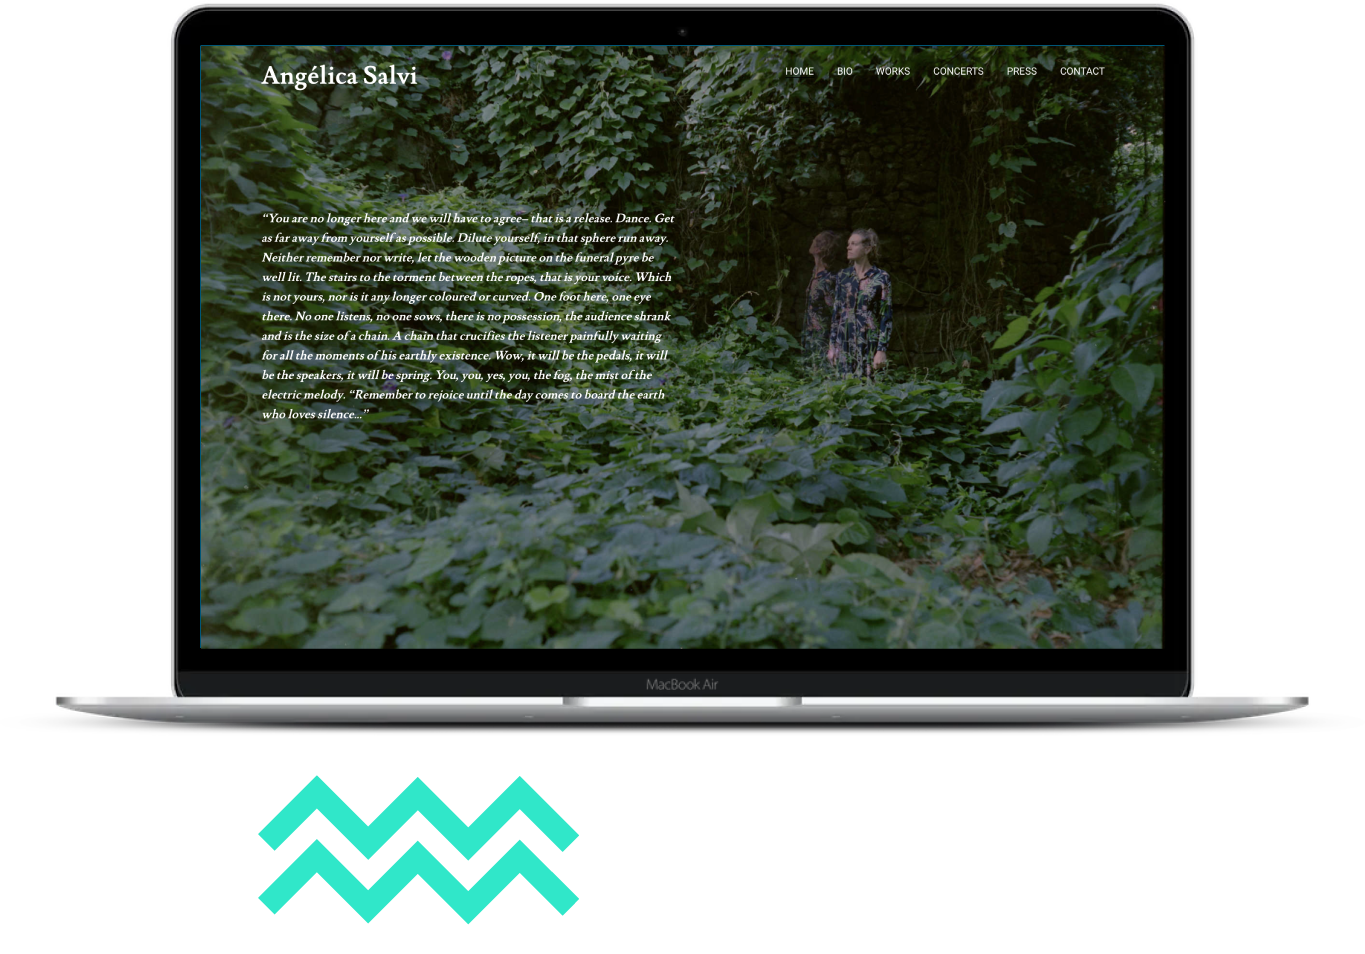 Angélica Salvi
HOME BIO WORKS CONCERTS PRESS CONTACT
“You are no longer here and we will have to agree– that is a release. Dance. Get
as far away from yourself as possible. Dilute yourself, in that sphere run away.
Neither remember nor write, let the wooden picture on the funeral pyre be
well lit. The stairs to the torment between the ropes, that is your voice. Which
is not yours, nor is it any longer coloured or curved. One foot here, one eye
there. No one listens, no one sows, there is no possession, the audience shrank
and is the size of a chain. A chain that crucifies the listener painfully waiting
for all the moments of his earthly existence. Wow, it will be the pedals, it will
be the speakers, it will be spring. You, you, yes, you, the fog, the mist of the
electric melody. “Remember to rejoice until the day comes to board the earth
who loves silence...”
MacBook Air